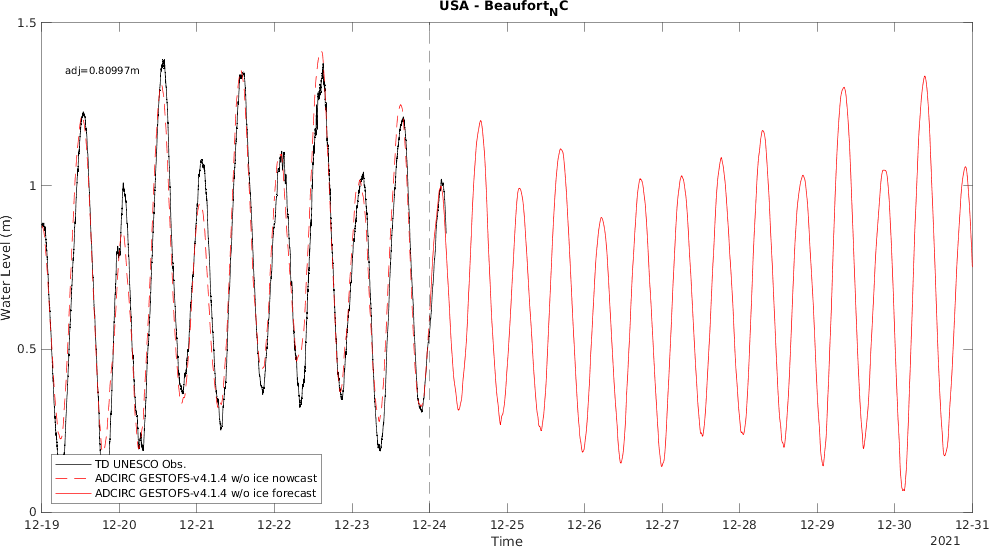 USA - Beaufort_NC
1.5
adj=0.80997m
1
Water Level (m)
0.5
TD UNESCO Obs.
ADCIRC GESTOFS-v4.1.4 w/o ice nowcast
ADCIRC GESTOFS-v4.1.4 w/o ice forecast
0
12-19 12-20 12-21 12-22 12-23 12-24 12-25 12-26 12-27 12-28 12-29 12-30 12-31
Time
2021